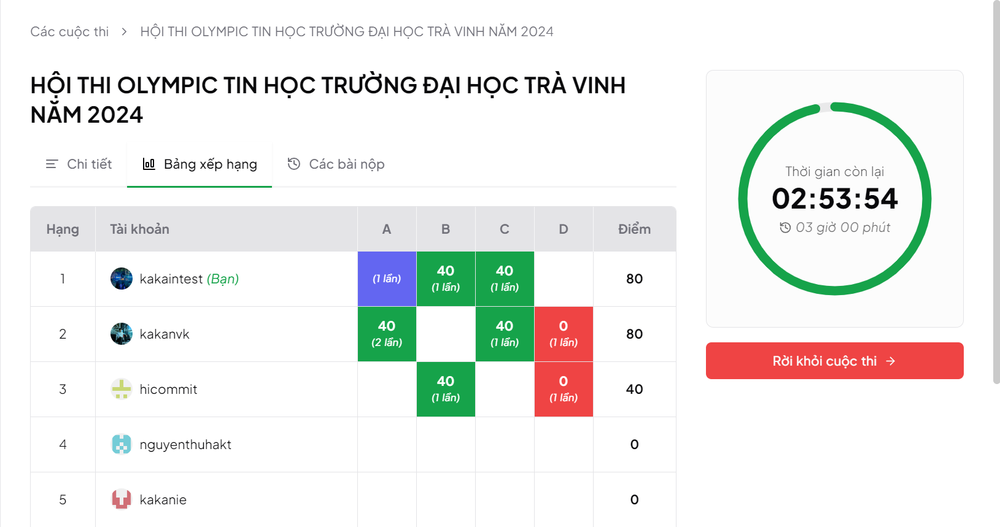 Các cuộc thi > HỘI THI OLYMPIC TIN HỌC TRƯỜNG ĐẠI HỌC TRÀ VINH NĂM 2024
HỘI THI OLYMPIC TIN HỌC TRƯỜNG ĐẠI HỌC TRÀ VINH
NĂM 2024
Chi tiết Bảng xếp hạng Các bài nộp
Hạng Tài khoản A B C D Điểm
1 kakaintest (Bạn) (1 lần) 40 (1 lần) 40 (1 lần) 80
2 kakanvk 40 (2 lần) 40 (1 lần) 0 (1 lần) 80
3 hicommit 40 (1 lần) 0 (1 lần) 40
4 nguyenthuhakt 0
5 kakanie 0
Thời gian còn lại
02:53:54
03 giờ 00 phút
Rời khỏi cuộc thi →